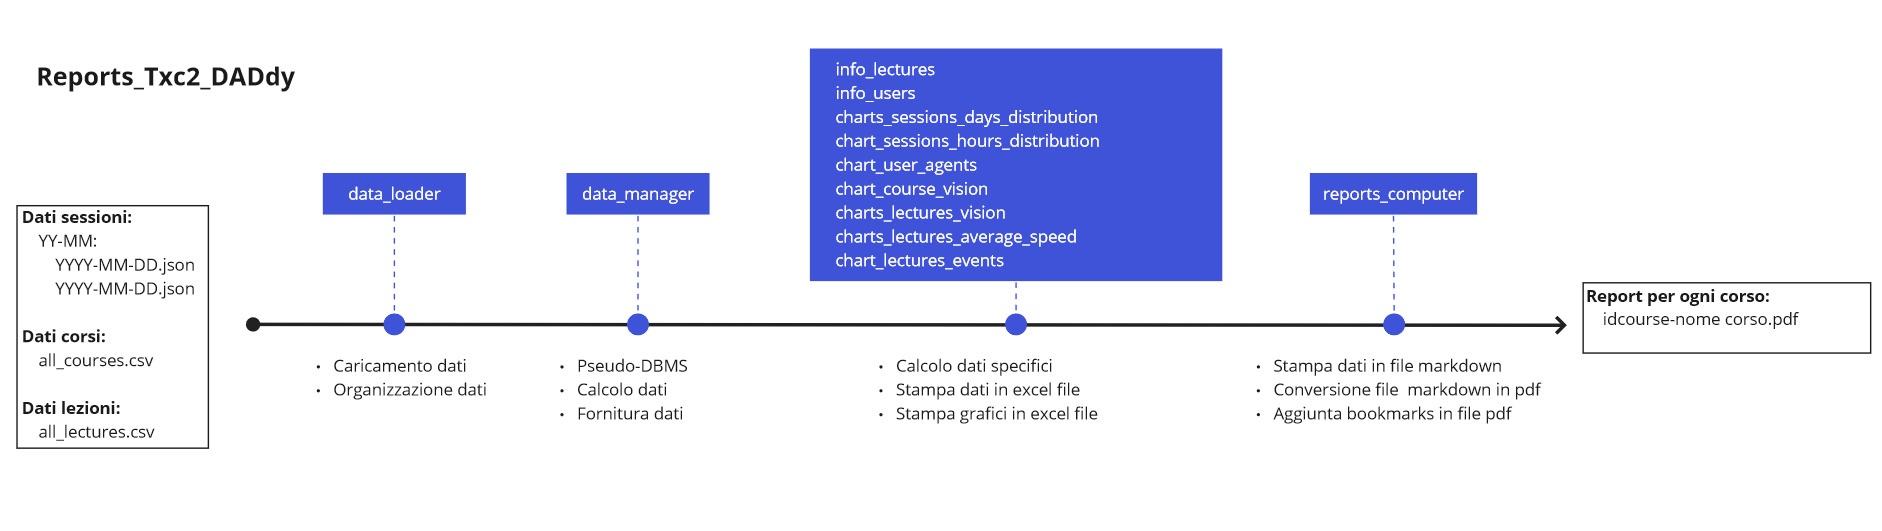 Reports_Txc2_DADdy
Dati sessioni:
YY-MM:
YYYY-MM-DD.json
YYYY-MM-DD.json
Dati corsi:
all_courses.csv
Dati lezioni:
all_lectures.csv
data_loader
• Caricamento dati
• Organizzazione dati
data_manager
• Pseudo-DBMS
• Calcolo dati
• Fornitura dati
info_lectures
info_users
charts_sessions_days_distribution
chart_sessions_hours_distribution
chart_user_agents
chart_course_vision
charts_lectures_vision
charts_lectures_average_speed
chart_lectures_events
• Calcolo dati specifici
• Stampa dati in excel file
• Stampa grafici in excel file
reports_computer
• Stampa dati in file markdown
• Conversione file  markdown in pdf
• Aggiunta bookmarks in file pdf
Report per ogni corso:
idcourse-nome corso.pdf